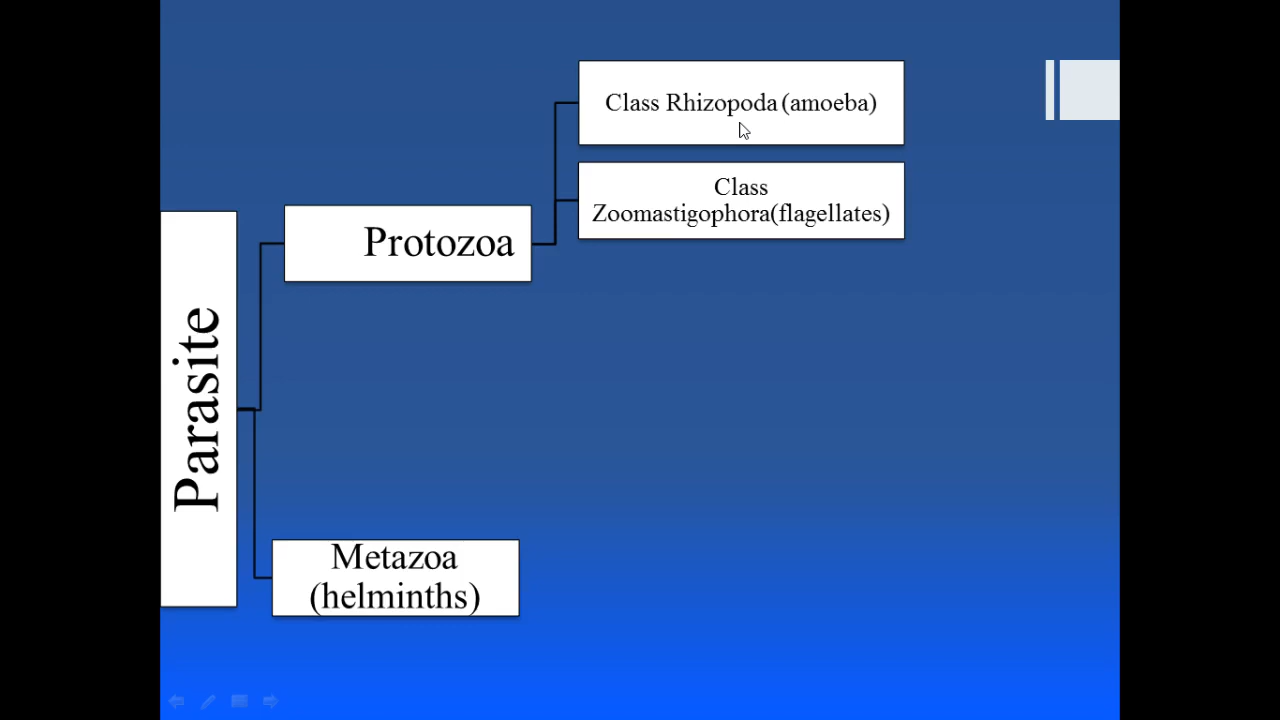 Class Rhizopoda (amoeba)
Class
Zoomastigophora(flagellates)
Protozoa
Parasite
Metazoa
(helminths)